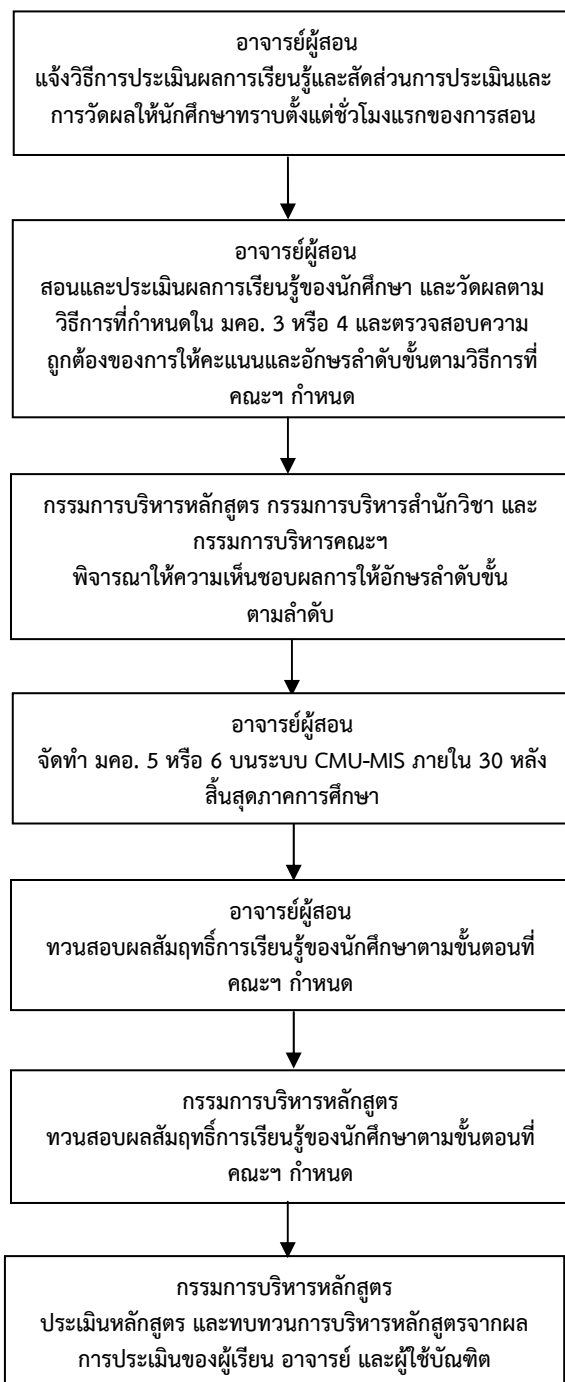 อาจารย์ผู้สอน
แจ้งวิธีการประเมินผลการเรียนรู้และสัดส่วนการประเมินและ
การวัดผลให้นักศึกษาทราบตั้งแต่ชั่วโมงแรกของการสอน
อาจารย์ผู้สอน
สอนและประเมินผลการเรียนรู้ของนักศึกษา และวัดผลตาม
วิธีการที่กำหนดใน มคอ. 3 หรือ 4 และตรวจสอบความ
ถูกต้องของการให้คะแนนและอักษรลำดับขั้นตามวิธีการที่
คณะฯ กำหนด
กรรมการบริหารหลักสูตร กรรมการบริหารสำนักวิชา และ
กรรมการบริหารคณะฯ
พิจารณาให้ความเห็นชอบผลการให้อักษรลำดับขั้น
ตามลำดับ
อาจารย์ผู้สอน
จัดทำ มคอ. 5 หรือ 6 บนระบบ CMU-MIS ภายใน 30 หลัง
สิ้นสุดภาคการศึกษา
อาจารย์ผู้สอน
ทวนสอบผลสัมฤทธิ์การเรียนรู้ของนักศึกษาตามขั้นตอนที่
คณะฯ กำหนด
กรรมการบริหารหลักสูตร
ทวนสอบผลสัมฤทธิ์การเรียนรู้ของนักศึกษาตามขั้นตอนที่
คณะฯ กำหนด
กรรมการบริหารหลักสูตร
ประเมินหลักสูตร และทบทวนการบริหารหลักสูตรจากผล
การประเมินของผู้เรียน อาจารย์ และผู้ใช้บัณฑิต